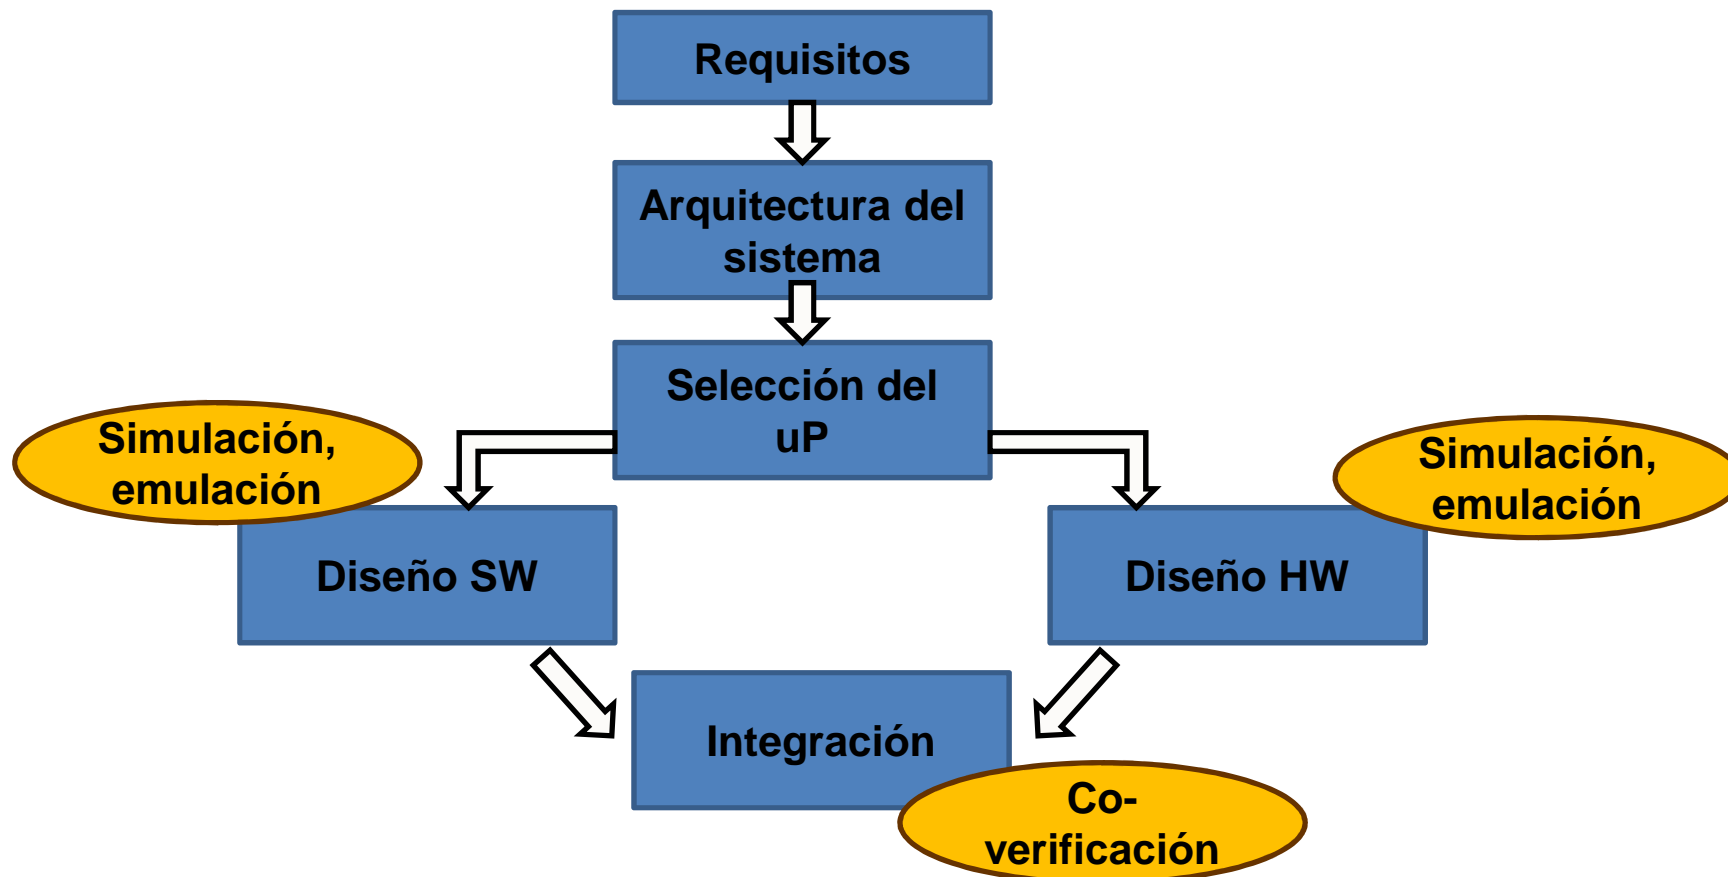 Requisitos
Arquitectura del
sistema
Selección del
uP
Simulación,
emulación
Simulación,
emulación
Diseño SW
Diseño HW
Integración
Co-
verificación